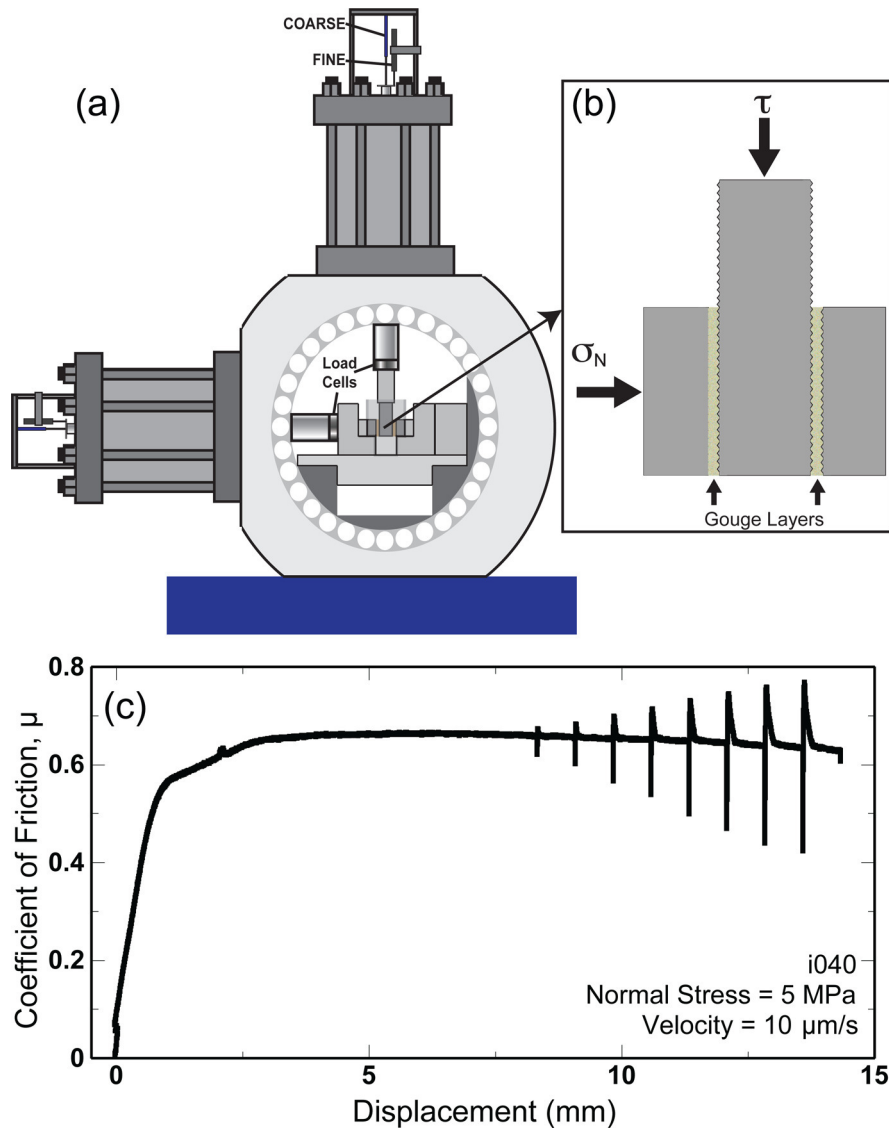 COARSE
FINE
(a)
Load
Cells
(b)
τ
σN
Gouge Layers
(c)
0.8
0.6
0.4
0.2
0
Coefficient of Friction, μ
i040
Normal Stress = 5 MPa
Velocity = 10 μm/s
0 5 10 15
Displacement (mm)